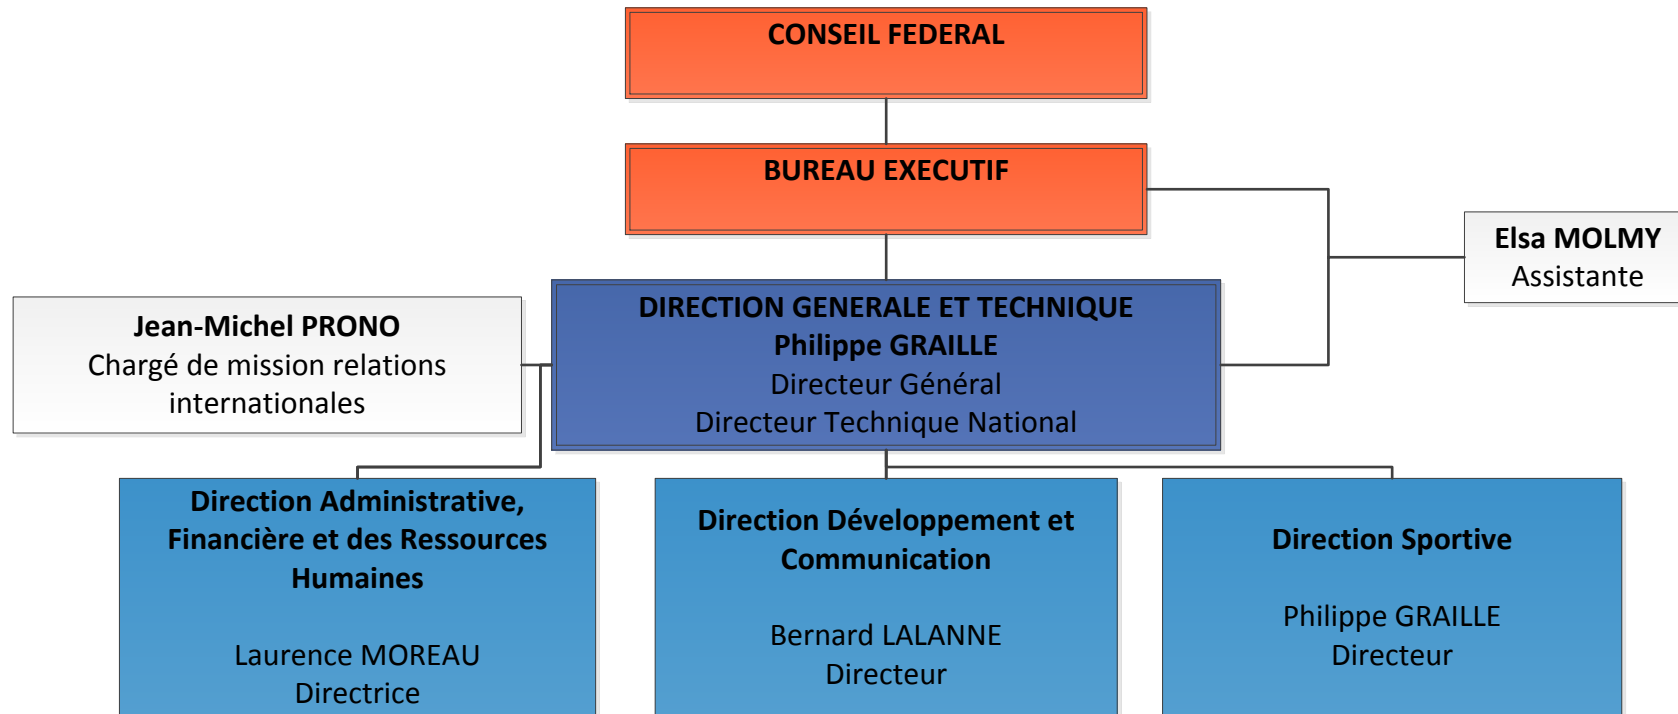 CONSEIL FEDERAL
BUREAU EXECUTIF
Elsa MOLMY
Assistante
Jean-Michel PRONO
Chargé de mission relations
internationales
DIRECTION GENERALE ET TECHNIQUE
Philippe GRAILLE
Directeur Général
Directeur Technique National
Direction Administrative,
Financière et des Ressources
Humaines
Laurence MOREAU
Directrice
Direction Développement et
Communication
Bernard LALANNE
Directeur
Direction Sportive
Philippe GRAILLE
Directeur